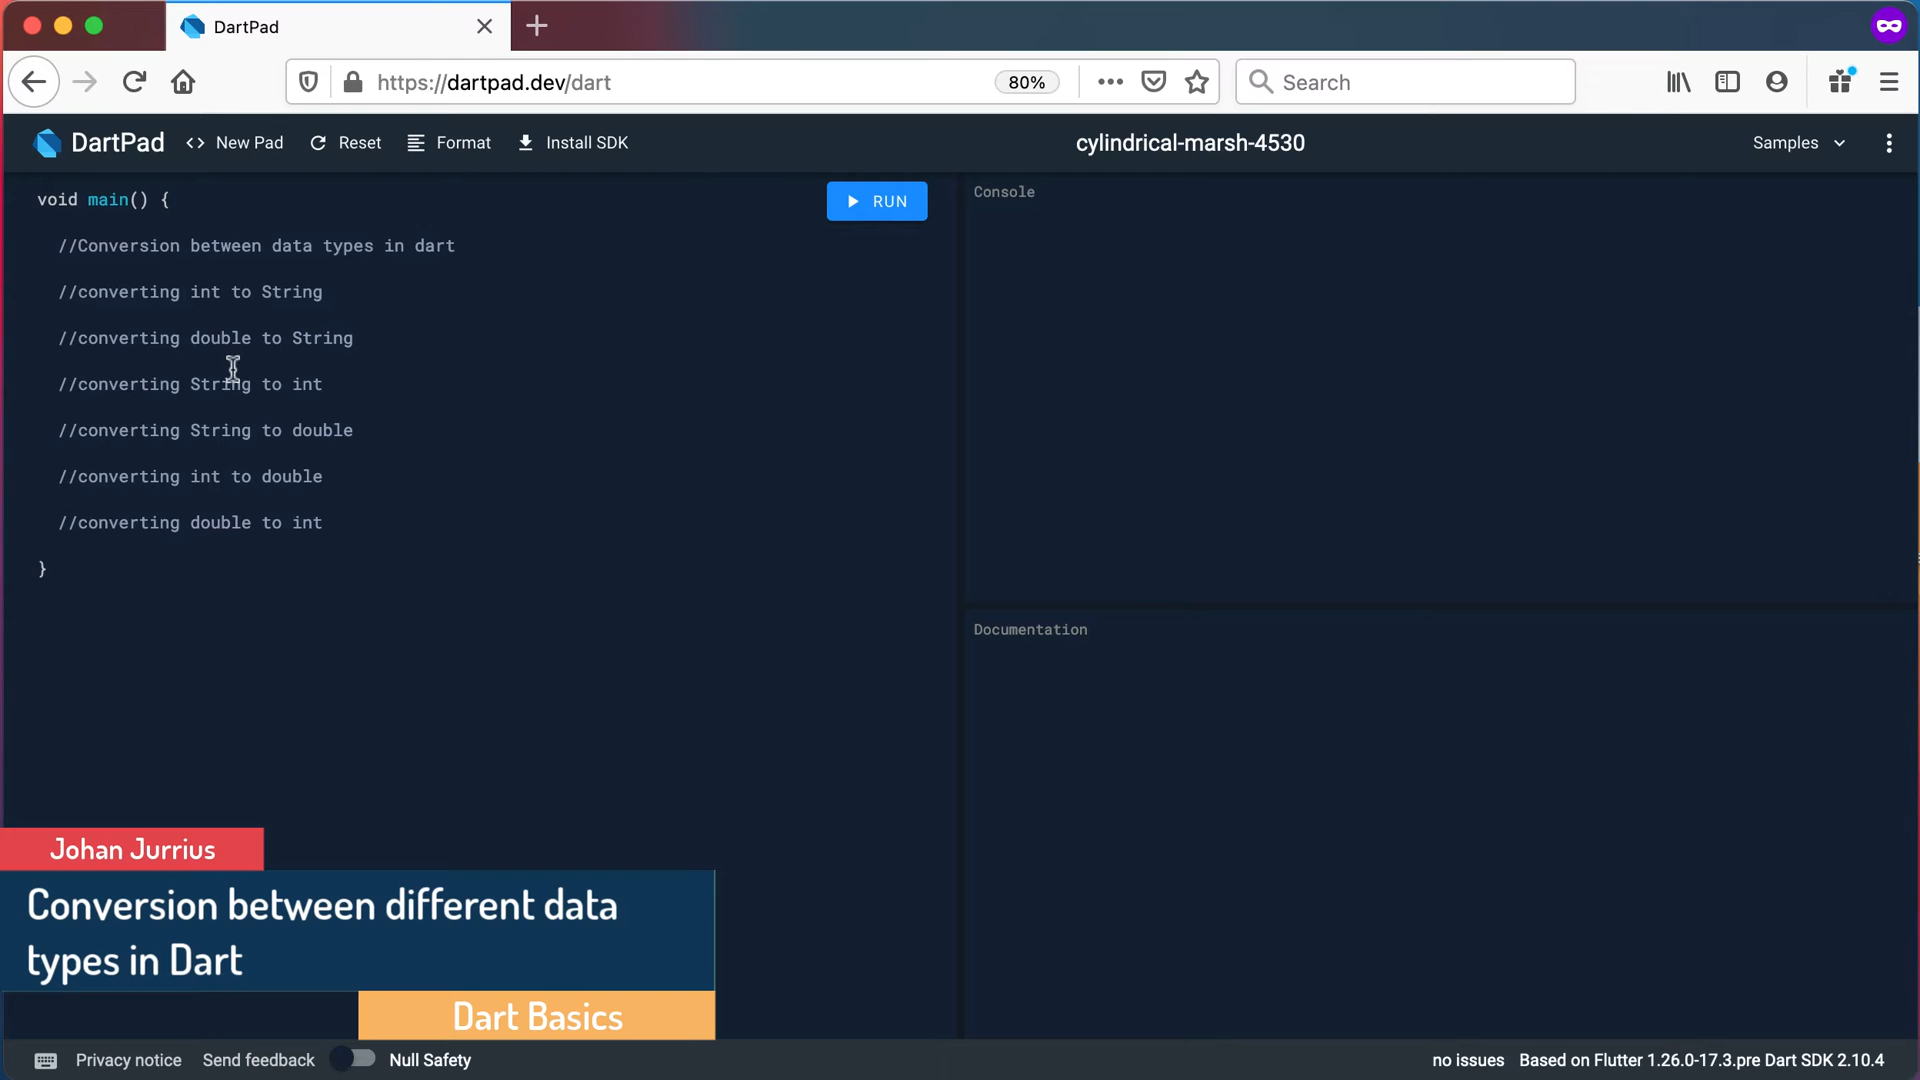 DartPad
https://dartpad.dev/dart
80%
Search
DartPad
New Pad
Reset
Format
Install SDK
cylindrical-marsh-4530
Samples
void main() {
RUN
Console
//Conversion between data types in dart
//converting int to String
//converting double to String
//converting String to int
//converting String to double
//converting int to double
//converting double to int
}
Documentation
Johan Jurrius
Conversion between different data
types in Dart
Dart Basics
Privacy notice
Send feedback
Null Safety
no issues
Based on Flutter 1.26.0-17.3.pre Dart SDK 2.10.4